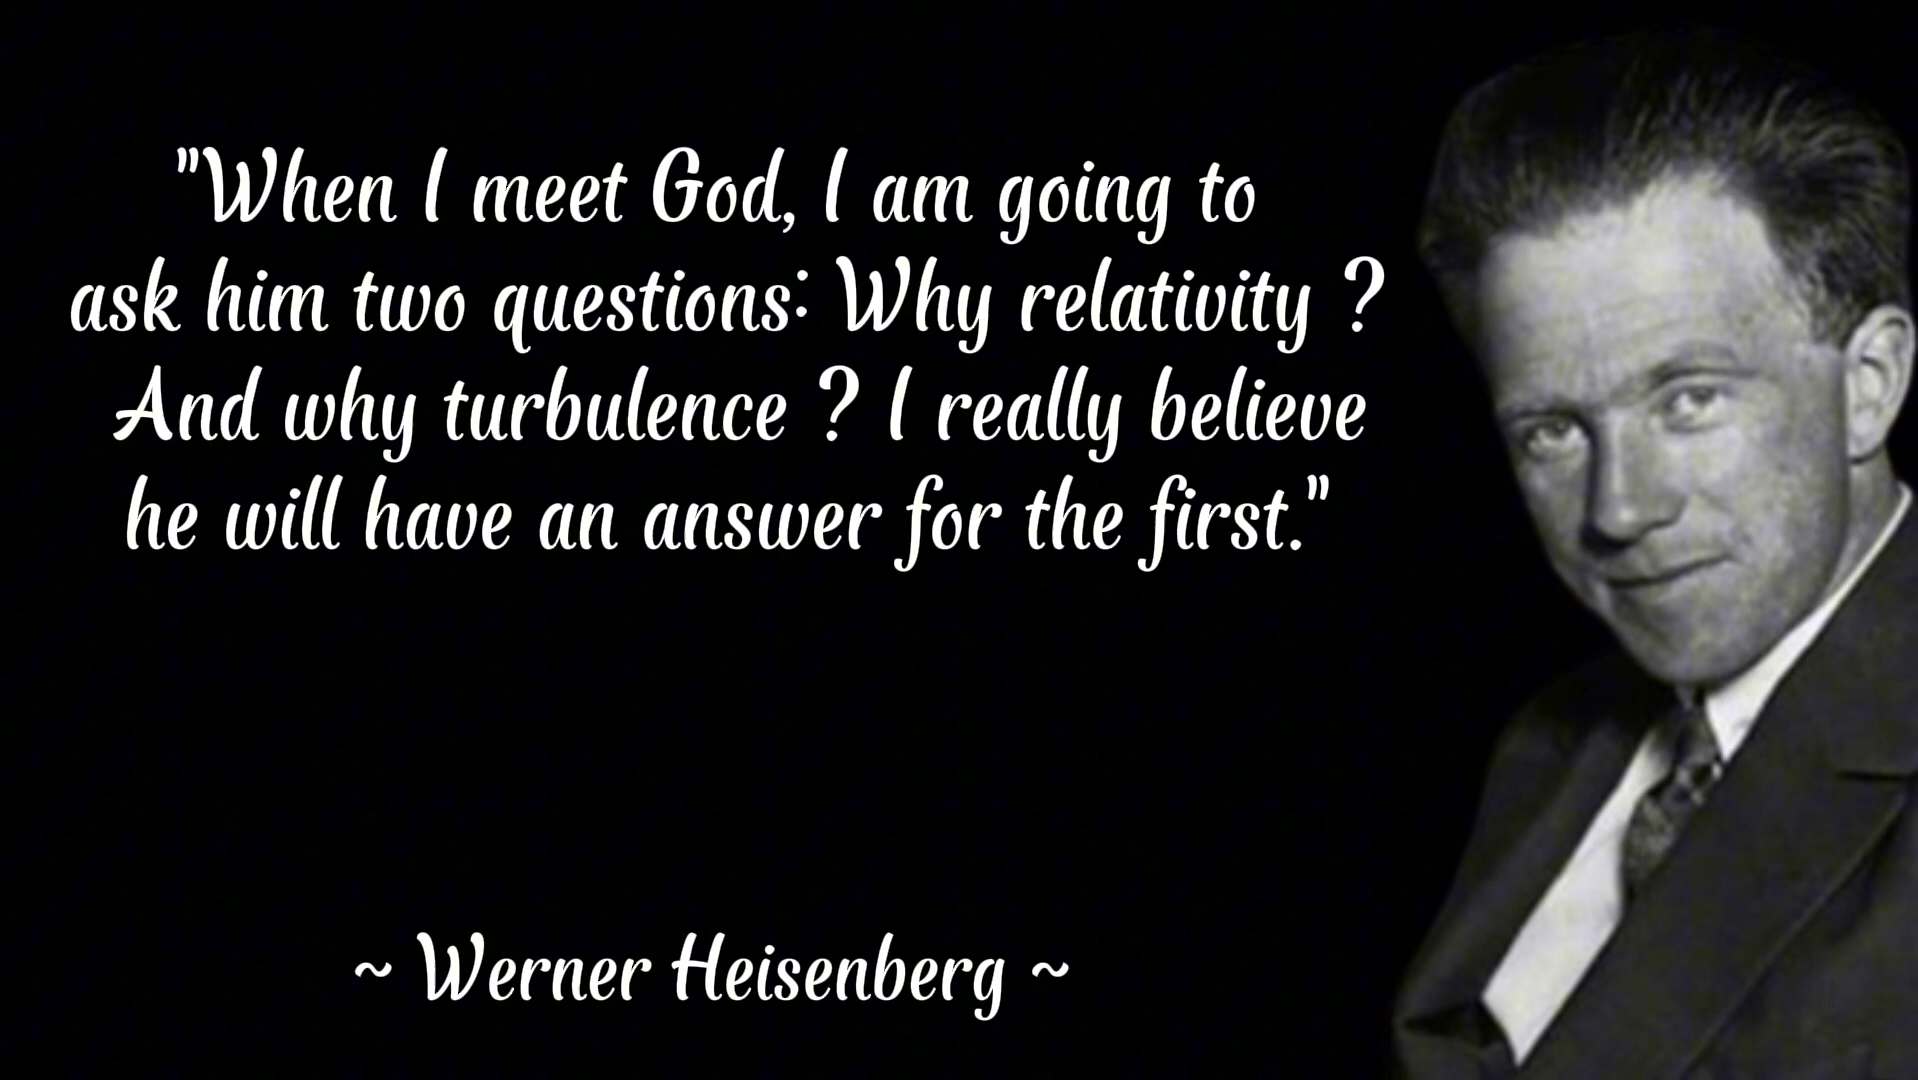 "When I meet God, I am going to
ask him two questions: Why relativity ?
And why turbulence ? I really believe
he will have an answer for the first."
~ Werner Heisenberg ~